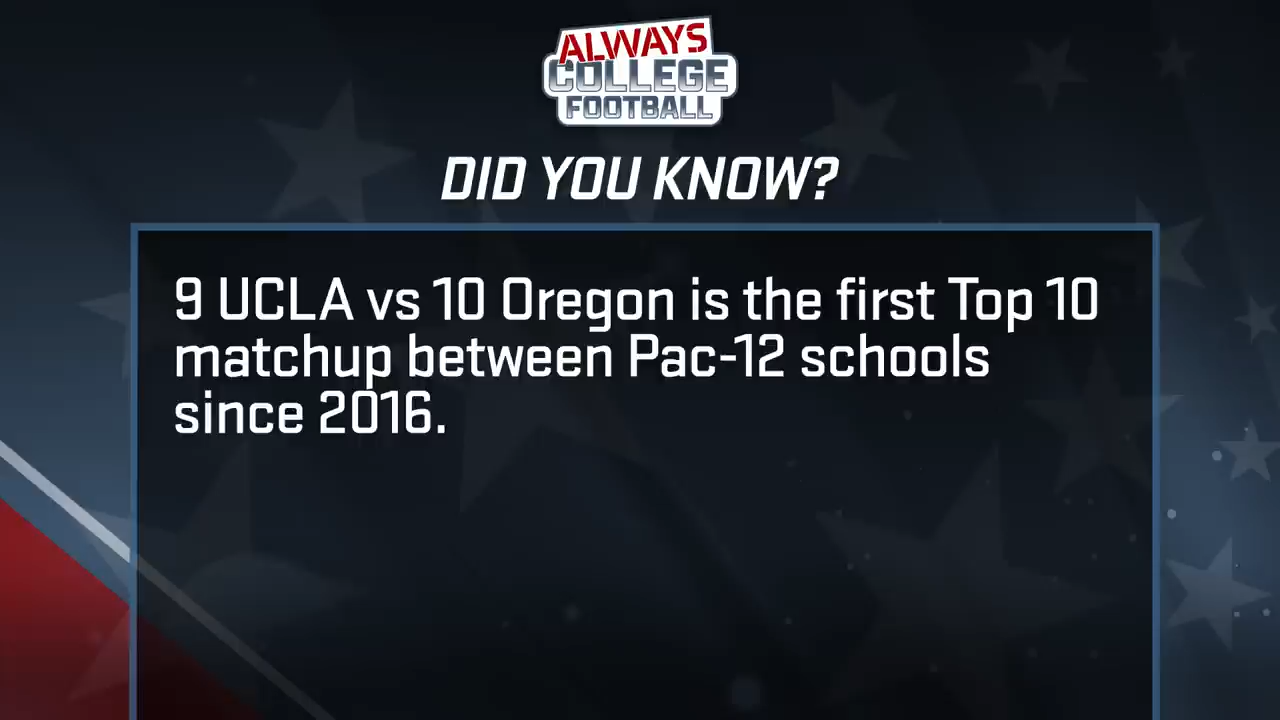 ALWAYS
COLLEGE
FOOTBALL
DID YOU KNOW?
9 UCLA vs 10 Oregon is the first Top 10
matchup between Pac-12 schools
since 2016.